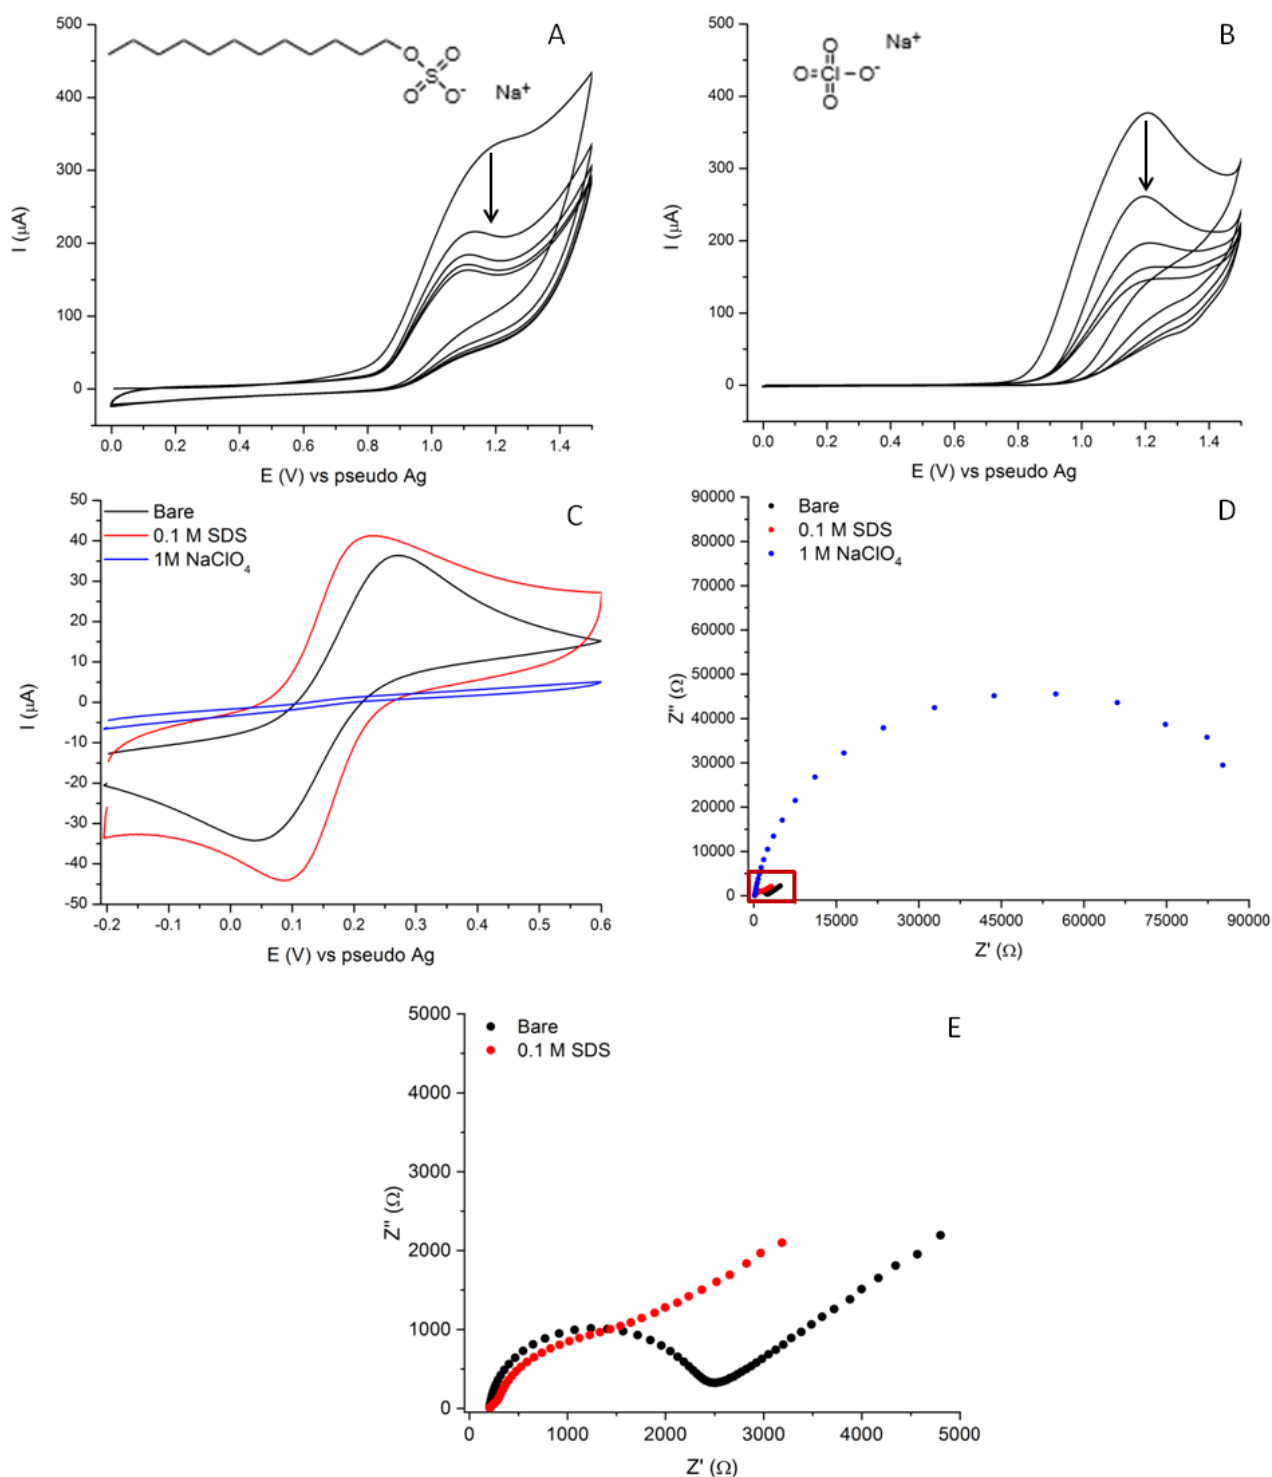 A
O
O
S
O
O-
Na+
500
400
300
200
100
0
I (µA)
0.0 0.2 0.4 0.6 0.8 1.0 1.2 1.4
E (V) vs pseudo Ag
B
Na+
O
O=Cl-O-
O
500
400
300
200
100
0
I (µA)
0.0 0.2 0.4 0.6 0.8 1.0 1.2 1.4
E (V) vs pseudo Ag
C
Bare
0.1 M SDS
1M NaClO4
50
40
30
20
10
0
-10
-20
-30
-40
-50
I (µA)
-0.2 -0.1 0.0 0.1 0.2 0.3 0.4 0.5 0.6
E (V) vs pseudo Ag
D
Bare
0.1 M SDS
1 M NaClO4
90000
80000
70000
60000
50000
40000
30000
20000
10000
0
Z'' (Ω)
0 15000 30000 45000 60000 75000 90000
Z' (Ω)
E
Bare
0.1 M SDS
5000
4000
3000
2000
1000
0
Z'' (Ω)
0 1000 2000 3000 4000 5000
Z' (Ω)